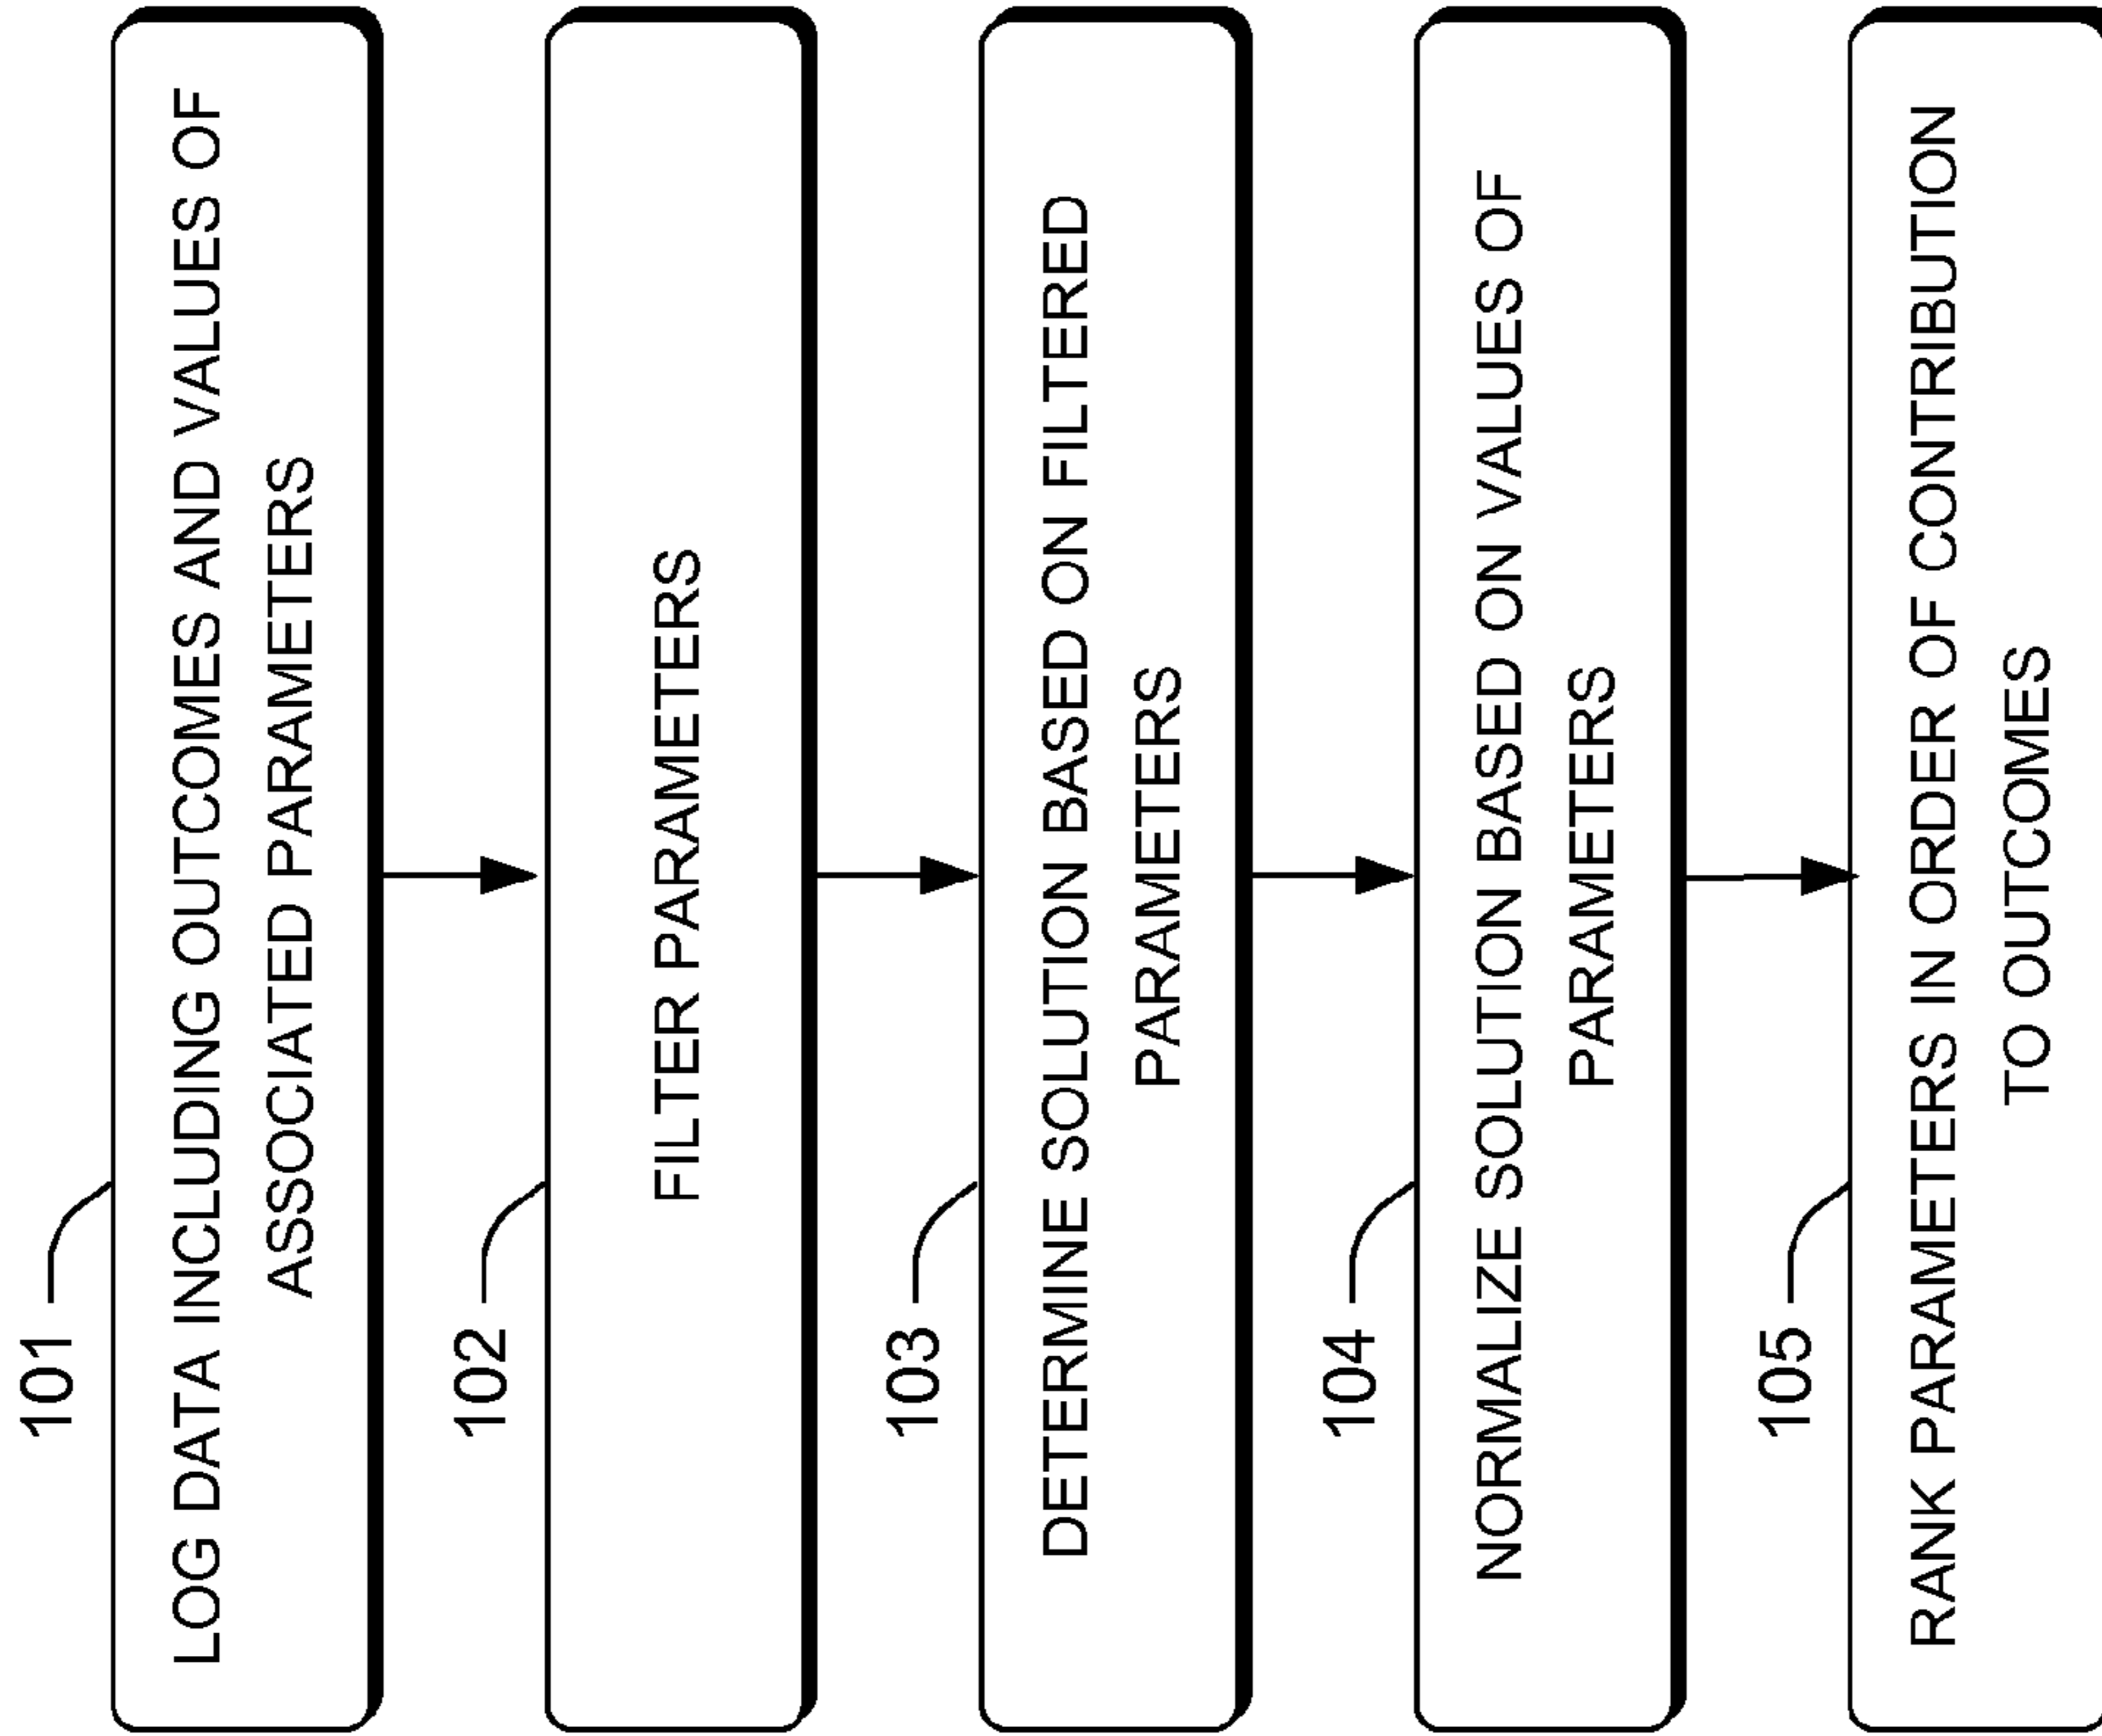 101
LOG DATA INCLUDING OUTCOMES AND VALUES OF
ASSOCIATED PARAMETERS
102
FILTER PARAMETERS
103
DETERMINE SOLUTION BASED ON FILTERED
PARAMETERS
104
NORMALIZE SOLUTION BASED ON VALUES OF
PARAMETERS
105
RANK PARAMETERS IN ORDER OF CONTRIBUTION
TO OUTCOMES